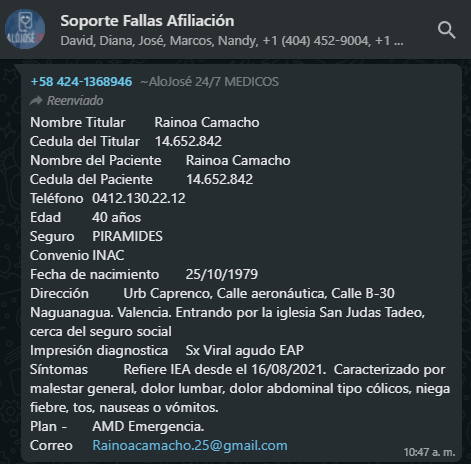 Soporte Fallas Afiliación
David, Diana, José, Marcos, Nandy, +1 (404) 452-9004, +1 ...
ALÓJOSÉ
+58 424-1368946 ~AloJosé 24/7 MEDICOS
Reenviado
Nombre Titular Rainoa Camacho
Cedula del Titular 14.652.842
Nombre del Paciente Rainoa Camacho
Cedula del Paciente 14.652.842
Teléfono 0412.130.22.12
Edad 40 años
Seguro PIRAMIDES
Convenio INAC
Fecha de nacimiento 25/10/1979
Dirección Urb Caprenco, Calle aeronáutica, Calle B-30
Naguanagua. Valencia. Entrando por la iglesia San Judas Tadeo,
cerca del seguro social
Impresión diagnostica Sx Viral agudo EAP
Síntomas Refiere IEA desde el 16/08/2021. Caracterizado por
malestar general, dolor lumbar, dolor abdominal tipo cólicos, niega
fiebre, tos, nauseas o vómitos.
Plan - AMD Emergencia.
Correo Rainoacamacho.25@gmail.com
10:47 a. m.